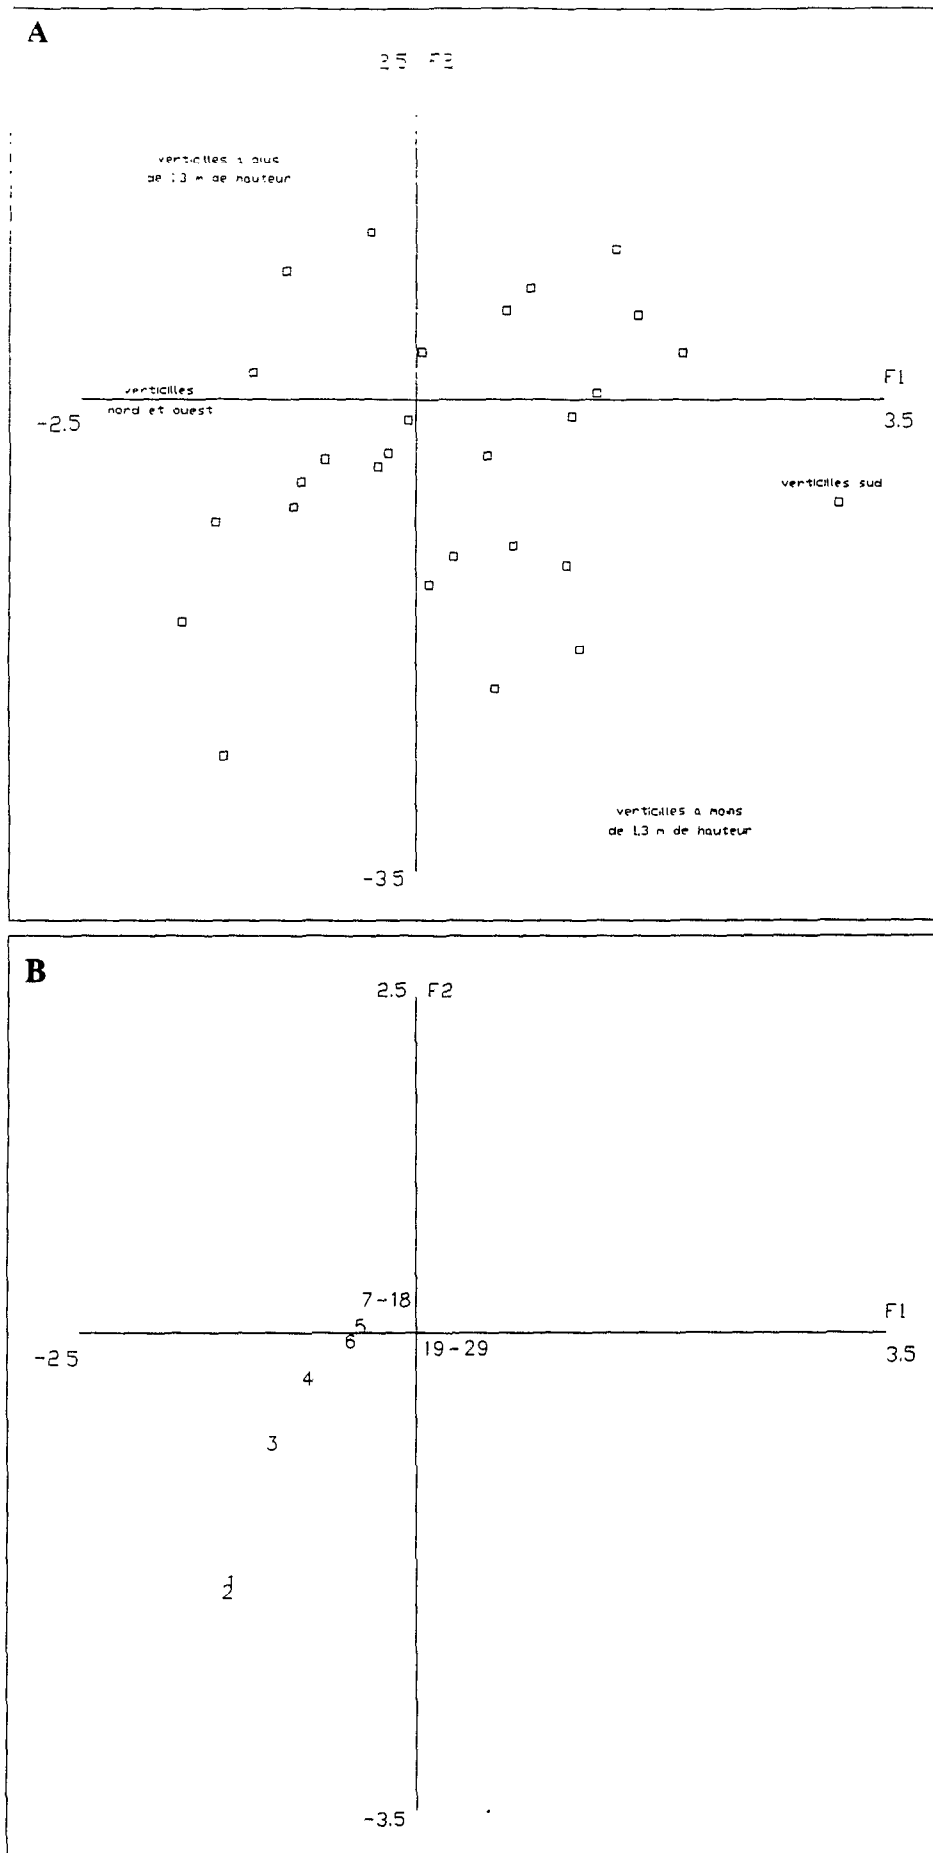 A
2.5 F2
verticilles à plus
de 1.3 m de hauteur
verticilles
nord et ouest
F1
-2.5
3.5
verticilles sud
verticilles à moins
de 1.3 m de hauteur
-3.5
B
2.5 F2
7-18
F1
5
6
19-29
-2.5
3.5
4
3
1
2
-3.5